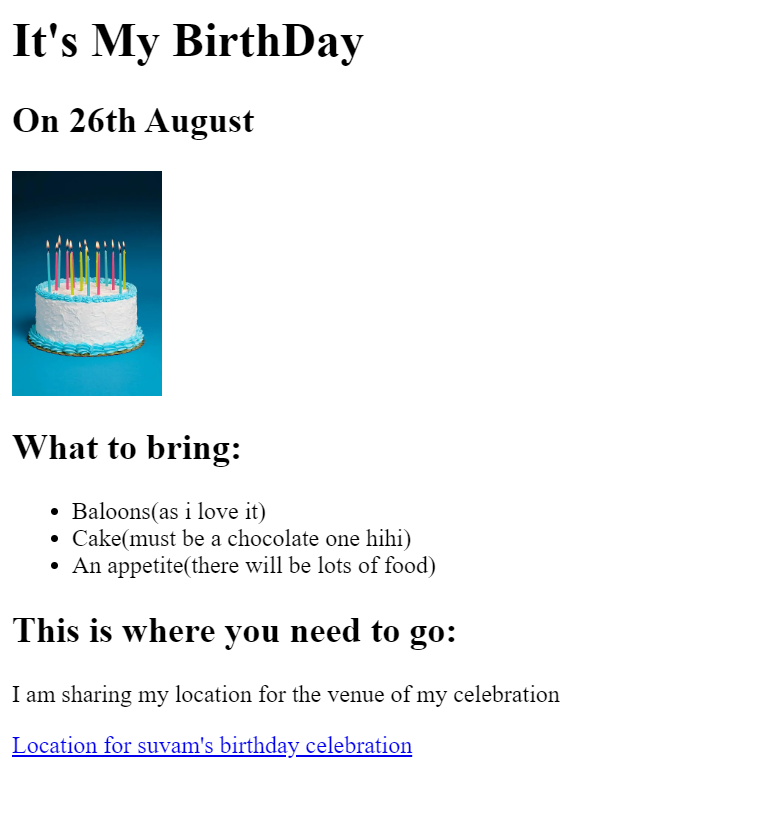 It's My BirthDay
On 26th August
What to bring:
Baloons(as i love it)
Cake(must be a chocolate one hihi)
An appetite(there will be lots of food)
This is where you need to go:
I am sharing my location for the venue of my celebration
Location for suvam's birthday celebration